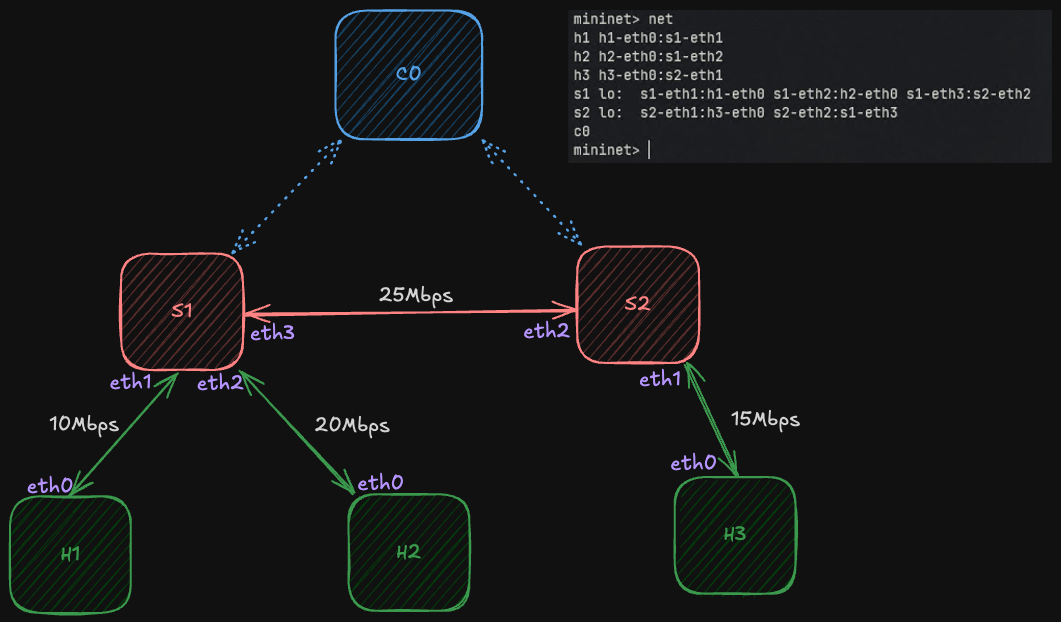 C0
mininet> net
h1 h1-eth0:s1-eth1
h2 h2-eth0:s1-eth2
h3 h3-eth0:s2-eth1
s1 lo:  s1-eth1:h1-eth0 s1-eth2:h2-eth0 s1-eth3:s2-eth2
s2 lo:  s2-eth1:h3-eth0 s2-eth2:s1-eth3
c0
mininet>
S1
25Mbps
S2
eth3
eth2
eth1
eth2
eth1
10Mbps
20Mbps
15Mbps
eth0
eth0
eth0
H1
H2
H3